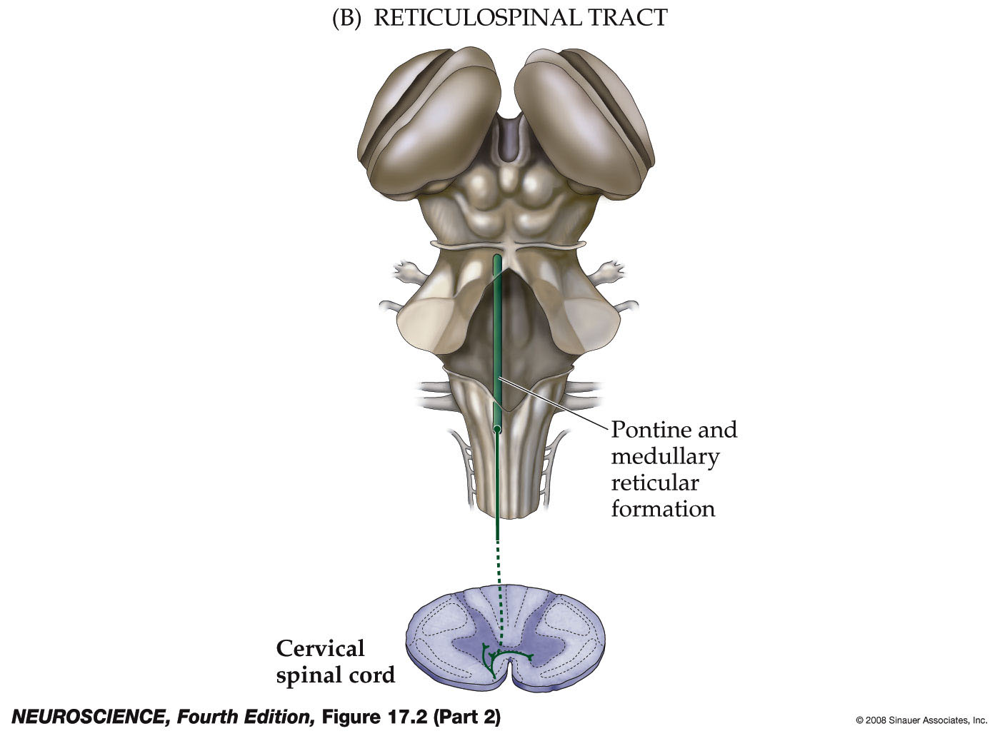 (B) RETICULOSPINAL TRACT
Pontine and
medullary
reticular
formation
Cervical
spinal cord
NEUROSCIENCE, Fourth Edition, Figure 17.2 (Part 2)
© 2008 Sinauer Associates, Inc.